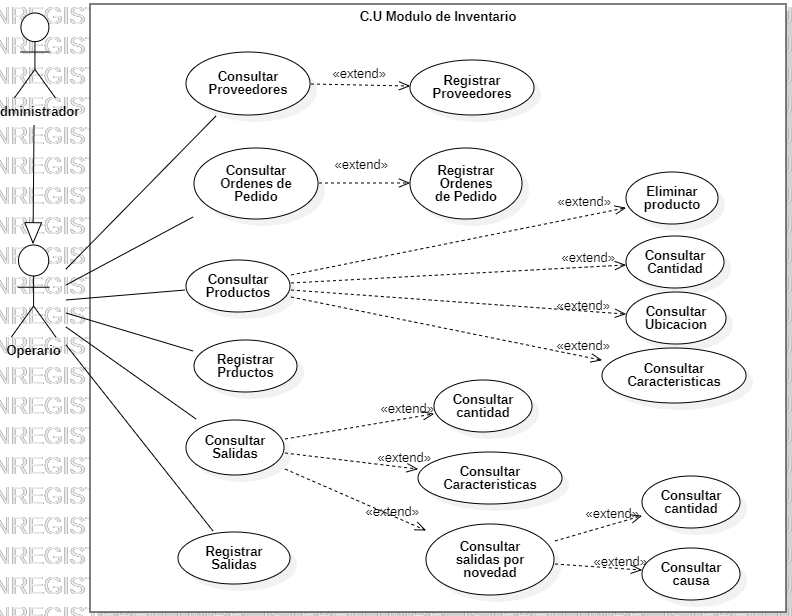 C.U Modulo de Inventario
dministrador
Operario
Consultar
Proveedores
«extend»
Registrar
Proveedores
Consultar
Ordenes de
Pedido
«extend»
Registrar
Ordenes
de Pedido
Consultar
Productos
«extend»
Eliminar
producto
«extend»
Consultar
Cantidad
«extend»
Consultar
Ubicacion
«extend»
Consultar
Caracteristicas
Registrar
Prductos
Consultar
Salidas
«extend»
Consultar
cantidad
«extend»
Consultar
Caracteristicas
«extend»
Consultar
salidas por
novedad
«extend»
Consultar
cantidad
«extend»
Consultar
causa
Registrar
Salidas